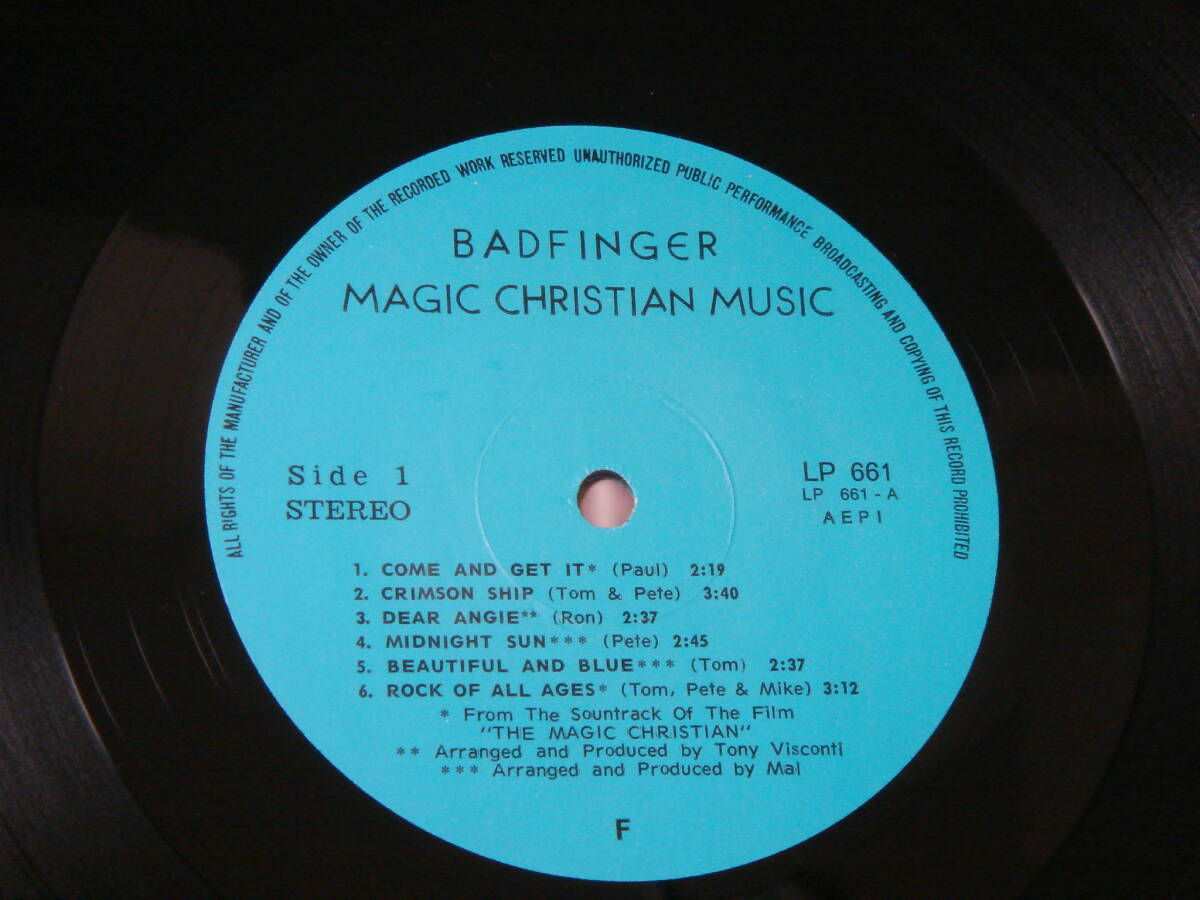 ALL RIGHTS OF THE MANUFACTURER AND OF THE OWNER OF THE RECORDED WORK RESERVED UNAUTHORIZED PUBLIC PERFORMANCE BROADCASTING AND COPYING OF THIS RECORD PROHIBITED
BADFINGER
MAGIC CHRISTIAN MUSIC
Side 1
STEREO
LP 661
LP 661 - A
AEPI
1. COME AND GET IT* (Paul) 2:19
2. CRIMSON SHIP (Tom & Pete) 3:40
3. DEAR ANGIE** (Ron) 2:37
4. MIDNIGHT SUN*** (Pete) 2:45
5. BEAUTIFUL AND BLUE*** (Tom) 2:37
6. ROCK OF ALL AGES* (Tom, Pete & Mike) 3:12
* From The Sountrack Of The Film
"THE MAGIC CHRISTIAN"
** Arranged and Produced by Tony Visconti
*** Arranged and Produced by Mal
F